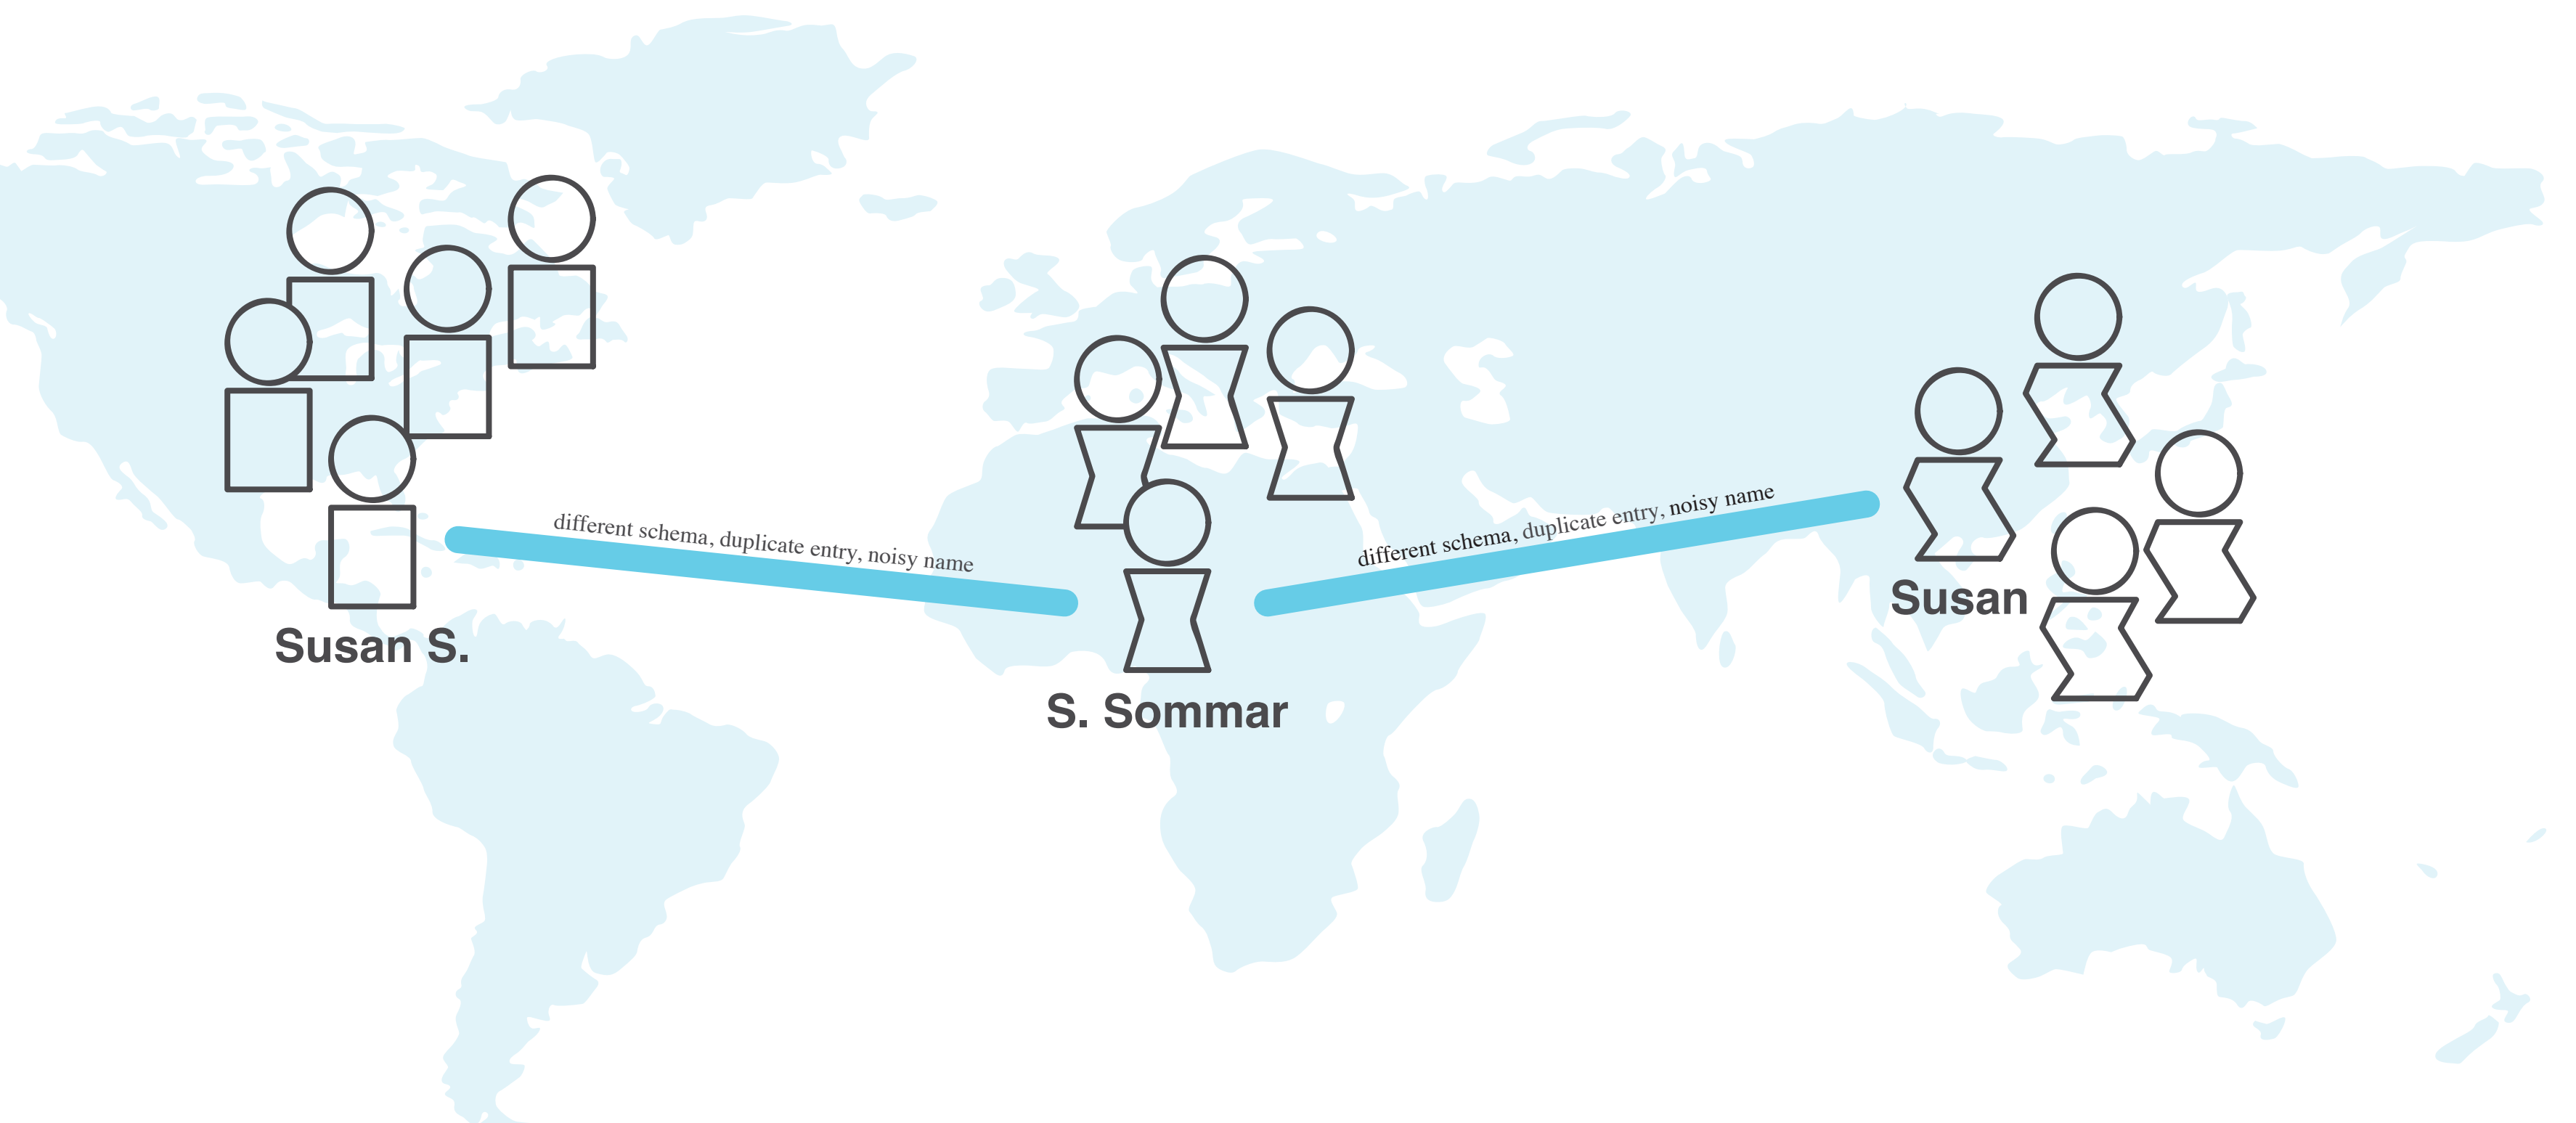 different schema, duplicate entry, noisy name
different schema, duplicate entry, noisy name
Susan
Susan S.
S. Sommar